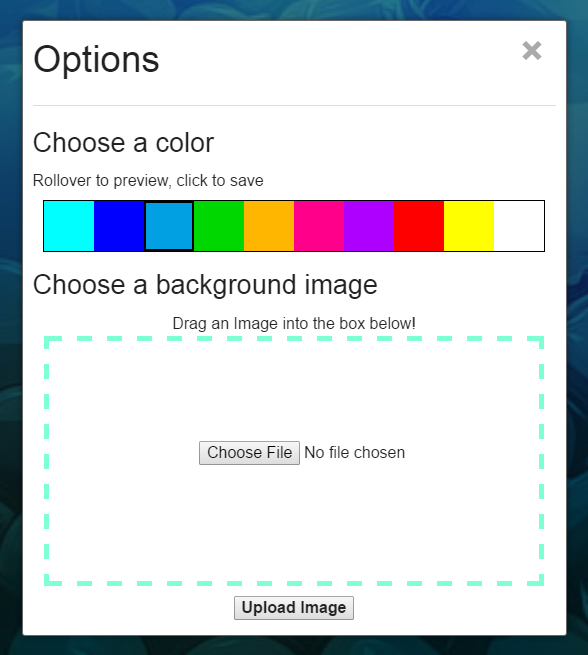 Options
Choose a color
Rollover to preview, click to save
Choose a background image
Drag an Image into the box below!
Choose File No file chosen
Upload Image